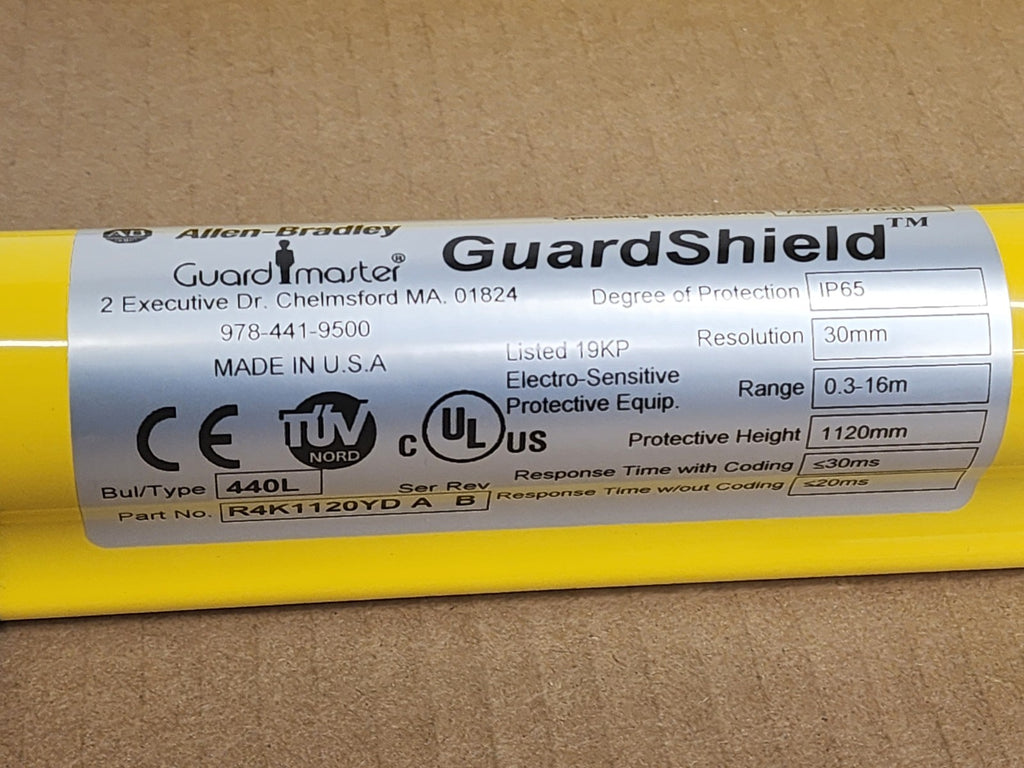 AB Allen-Bradley
Guardmaster®
2 Executive Dr. Chelmsford MA. 01824
978-441-9500
MADE IN U.S.A
CE TÜV NORD
C UL US
Bul/Type 440L
Ser Rev
Part No. R4K1120YD A B
GuardShield™
Listed 19KP
Electro-Sensitive
Protective Equip.
Degree of Protection IP65
Resolution 30mm
Range 0.3-16m
Protective Height 1120mm
Response Time with Coding ≤30ms
Response Time w/out Coding ≤20ms